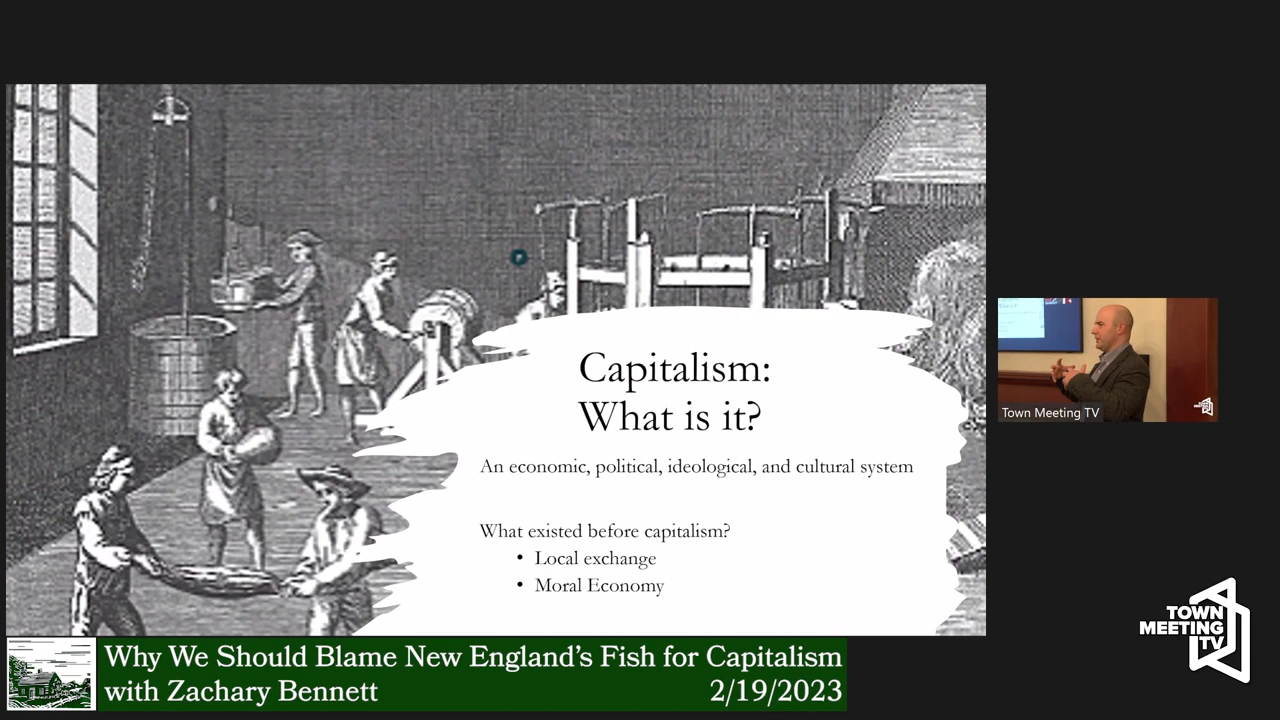 Capitalism:
What is it?
An economic, political, ideological, and cultural system
What existed before capitalism?
• Local exchange
• Moral Economy
Town Meeting TV
TOWN
MEETING
TV
Why We Should Blame New England's Fish for Capitalism
with Zachary Bennett 2/19/2023